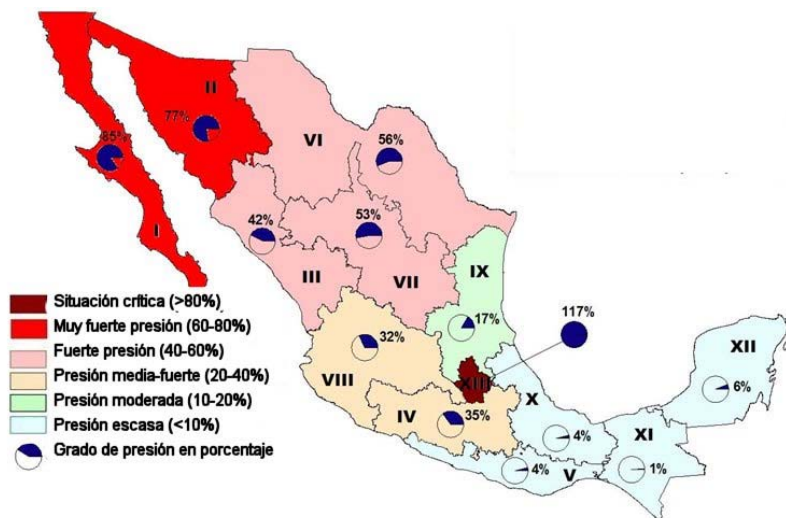 II
77%
85%
VI
56%
I
42%
53%
III
VII
IX
17%
117%
32%
VIII
XIII
XII
6%
X
IV
35%
4%
XI
4%
V
1%
Situación crítica (>80%)
Muy fuerte presión (60-80%)
Fuerte presión (40-60%)
Presión media-fuerte (20-40%)
Presión moderada (10-20%)
Presión escasa (<10%)
Grado de presión en porcentaje